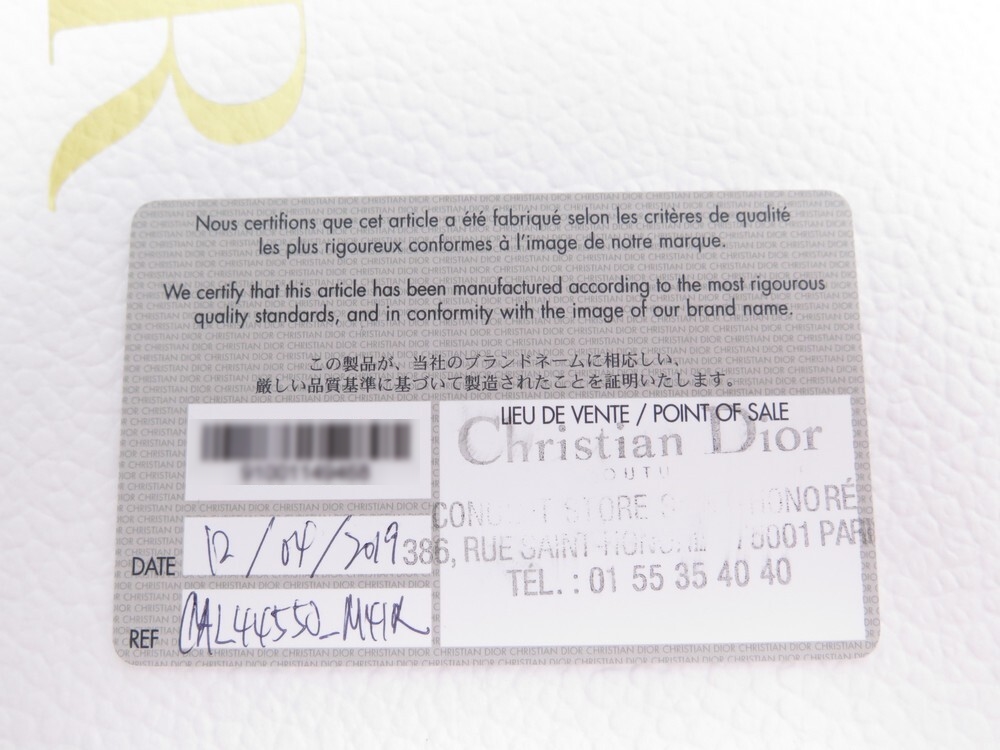 R
Nous certifions que cet article a été fabriqué selon les critères de qualité
les plus rigoureux conformes à l'image de notre marque.
We certify that this article has been manufactured according to the most rigourous
quality standards, and in conformity with the image of our brand name.
この製品が、当社のブランドネームに相応しい、
厳しい品質基準に基づいて製造されたことを証明いたします。
LIEU DE VENTE / POINT OF SALE
Christian Dior
CONCEPT STORE HONORÉ
386, RUE SAINT-HONORÉ 75001 PARI
TÉL. : 01 55 35 40 40
DATE 12/04/2019
REF CAL44550_M41R